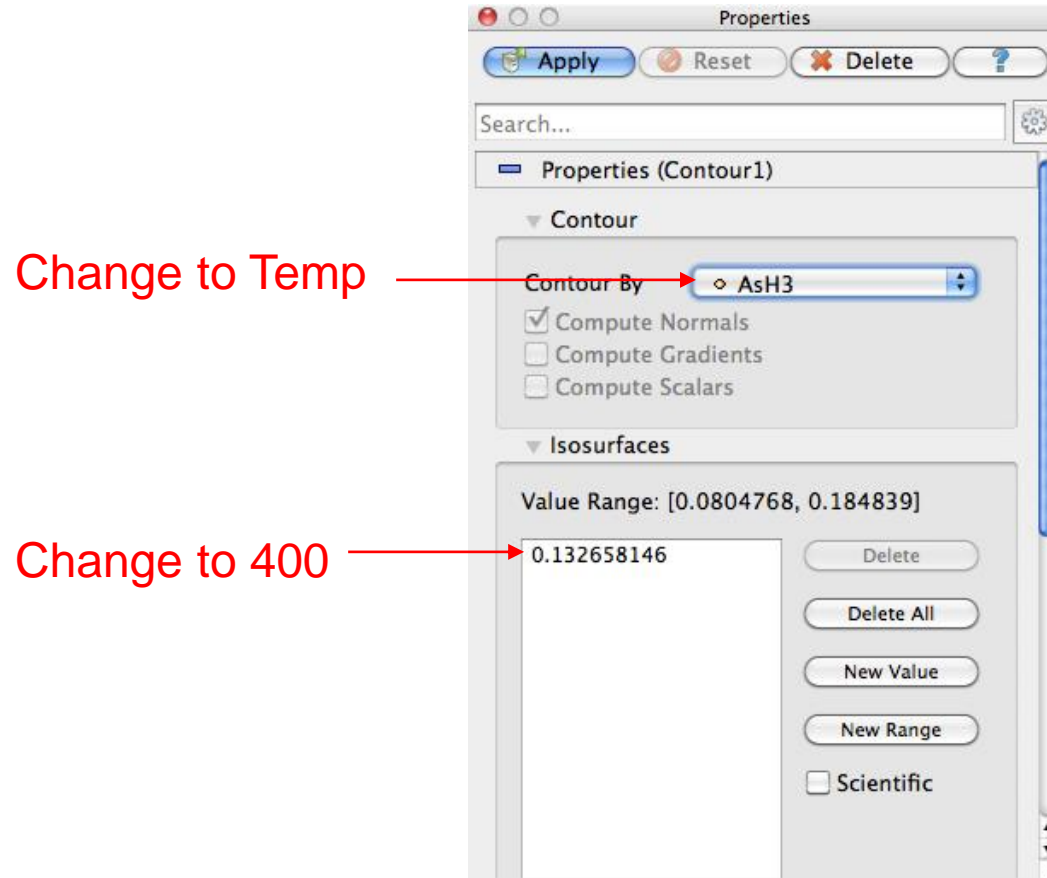 Properties
Apply Reset Delete ?
Search...
Properties (Contour1)
Contour
Change to Temp Contour By AsH3
Compute Normals
Compute Gradients
Compute Scalars
Isosurfaces
Value Range: [0.0804768, 0.184839]
Change to 400 0.132658146 Delete
Delete All
New Value
New Range
Scientific